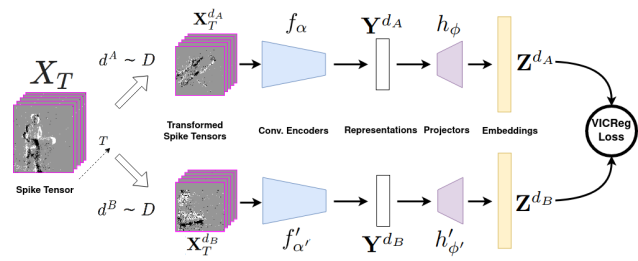 X_T
Spike Tensor
T
d^A ~ D
d^B ~ D
X_T^{d_A}
Transformed
Spike Tensors
X_T^{d_B}
f_α
Conv. Encoders
f'_{α'}
Y^{d_A}
Representations
Y^{d_B}
h_ϕ
Projectors
h'_{ϕ'}
Embeddings
Z^{d_A}
Z^{d_B}
VICReg
Loss